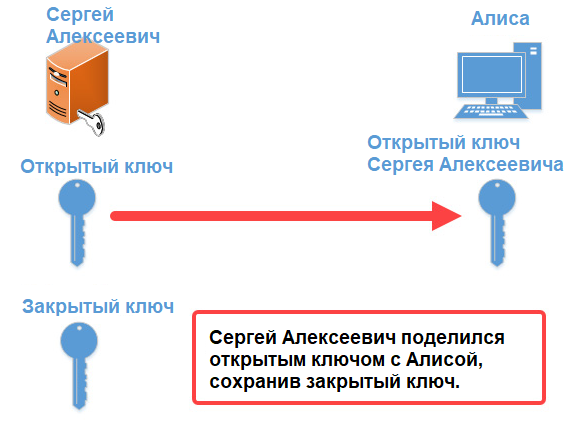 Сергей
Алексеевич
Алиса
Открытый ключ
Открытый ключ
Сергея Алексеевича
Закрытый ключ
Сергей Алексеевич поделился
открытым ключом с Алисой,
сохранив закрытый ключ.